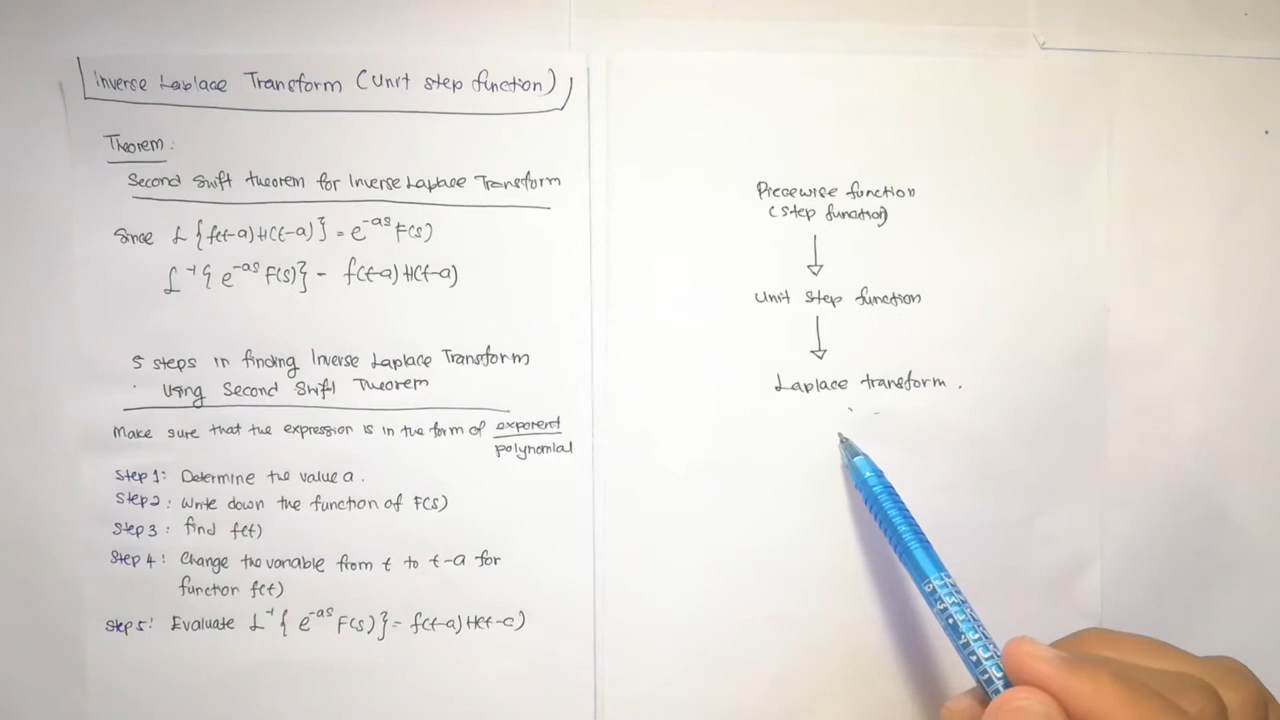 Inverse Laplace Transform (Unit step function)
Theorem:
Second Shift theorem for Inverse Laplace Transform
Since ℒ{f(t-a)H(t-a)} = e^{-as}F(s)
ℒ^{-1}{e^{-as}F(s)} = f(t-a)H(t-a)
5 steps in finding Inverse Laplace Transform
using Second Shift Theorem
Make sure that the expression is in the form of exponent/polynomial
Step 1: Determine the value a.
Step 2: Write down the function of F(s)
Step 3: find f(t)
Step 4: Change the variable from t to t-a for
function f(t)
Step 5: Evaluate ℒ^{-1}{e^{-as}F(s)} = f(t-a)H(t-a)
Piecewise function
(Step function)
↓
Unit Step function
↓
Laplace transform.